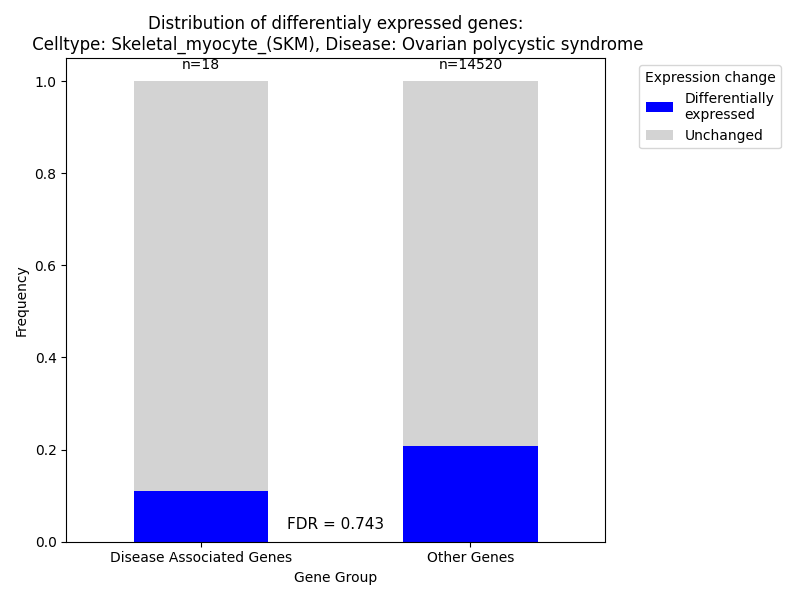 Distribution of differentialy expressed genes:
Celltype: Skeletal_myocyte_(SKM), Disease: Ovarian polycystic syndrome
n=18
n=14520
Expression change
Differentially
expressed
Unchanged
1.0
0.8
0.6
0.4
0.2
0.0
Frequency
FDR = 0.743
Disease Associated Genes
Other Genes
Gene Group